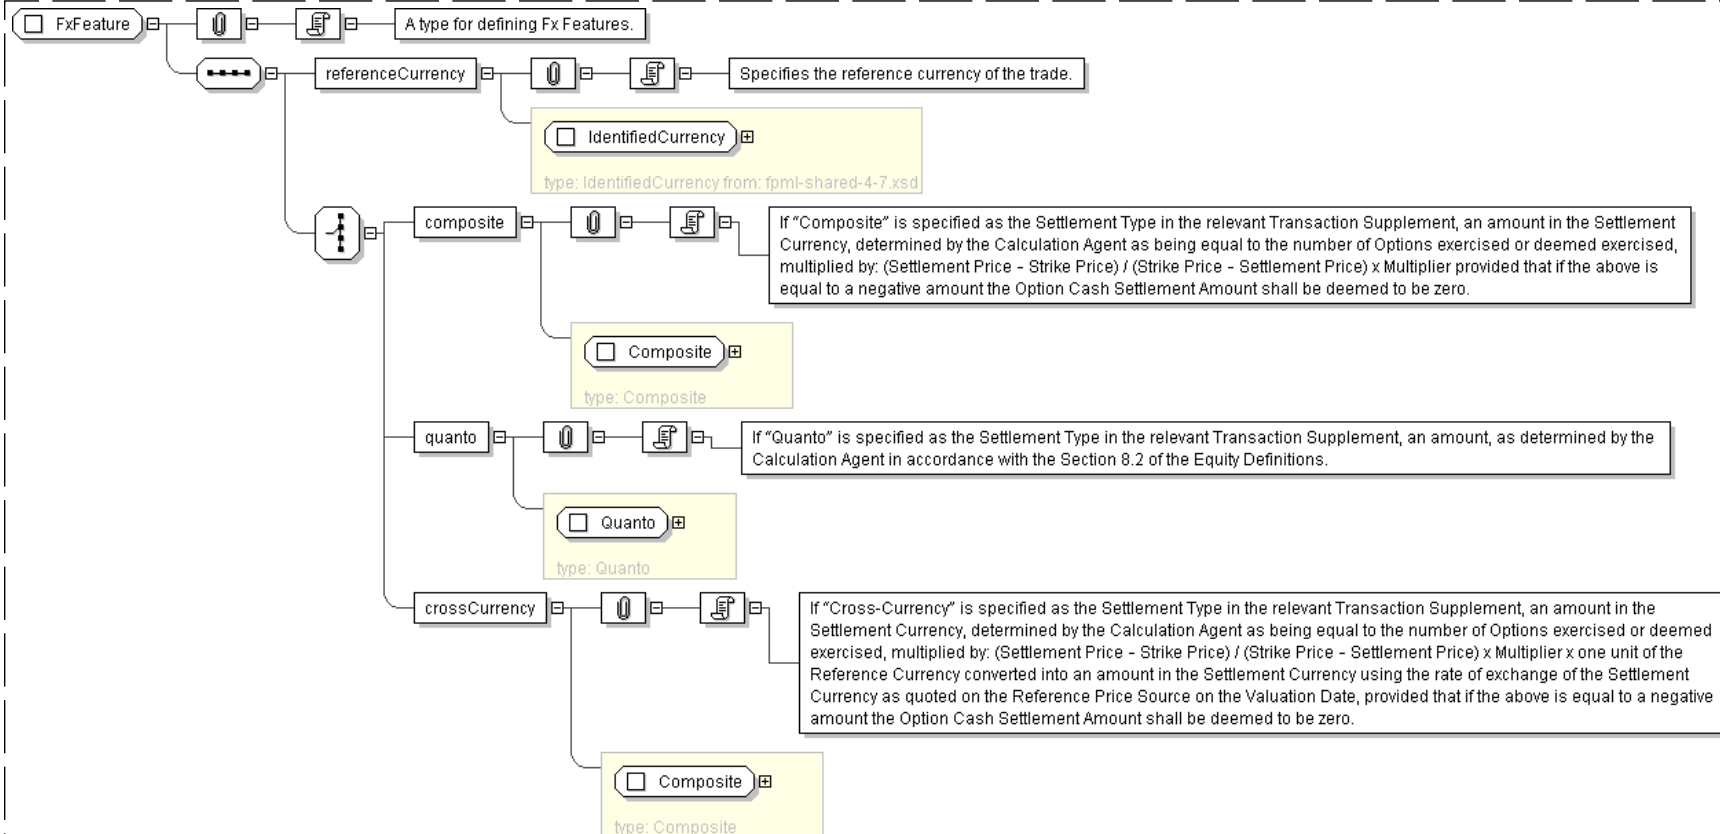 FxFeature
A type for defining Fx Features.
referenceCurrency
Specifies the reference currency of the trade.
IdentifiedCurrency
type: IdentifiedCurrency from: fpml-shared-4-7.xsd
composite
If “Composite” is specified as the Settlement Type in the relevant Transaction Supplement, an amount in the Settlement
Currency, determined by the Calculation Agent as being equal to the number of Options exercised or deemed exercised,
multiplied by: (Settlement Price – Strike Price) / (Strike Price – Settlement Price) x Multiplier provided that if the above is
equal to a negative amount the Option Cash Settlement Amount shall be deemed to be zero.
Composite
type: Composite
quanto
If “Quanto” is specified as the Settlement Type in the relevant Transaction Supplement, an amount, as determined by the
Calculation Agent in accordance with the Section 8.2 of the Equity Definitions.
Quanto
type: Quanto
crossCurrency
If “Cross-Currency” is specified as the Settlement Type in the relevant Transaction Supplement, an amount in the
Settlement Currency, determined by the Calculation Agent as being equal to the number of Options exercised or deemed
exercised, multiplied by: (Settlement Price – Strike Price) / (Strike Price – Settlement Price) x Multiplier x one unit of the
Reference Currency converted into an amount in the Settlement Currency using the rate of exchange of the Settlement
Currency as quoted on the Reference Price Source on the Valuation Date, provided that if the above is equal to a negative
amount the Option Cash Settlement Amount shall be deemed to be zero.
Composite
type: Composite